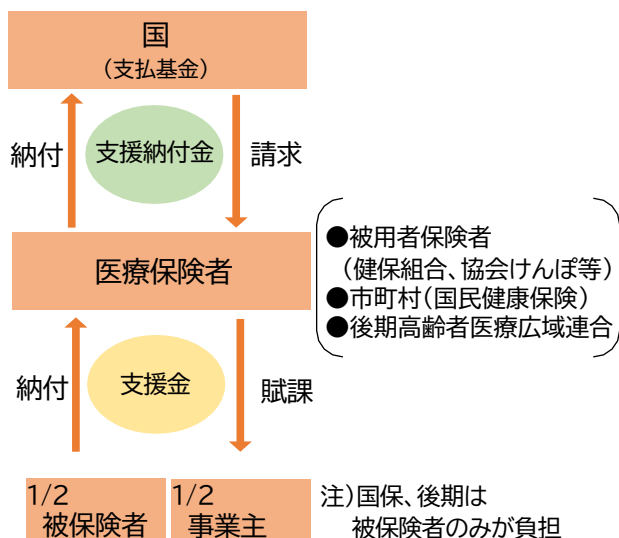 国
（支払基金）
納付
支援納付金
請求
医療保険者
●被用者保険者
（健保組合、協会けんぽ等）
●市町村（国民健康保険）
●後期高齢者医療広域連合
納付
支援金
賦課
1/2
被保険者
1/2
事業主
注）国保、後期は
被保険者のみが負担